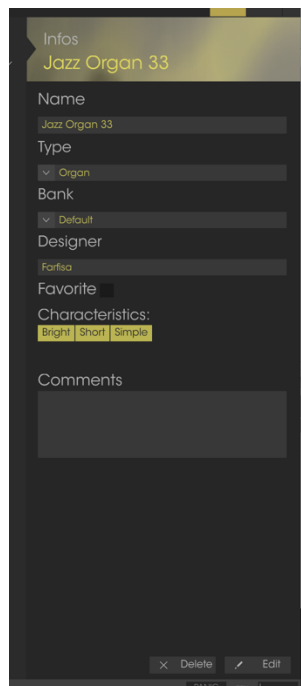 Infos
Jazz Organ 33
Name
Jazz Organ 33
Type
Organ
Bank
Default
Designer
Farfisa
Favorite
Characteristics:
Bright Short Simple
Comments
Delete Edit